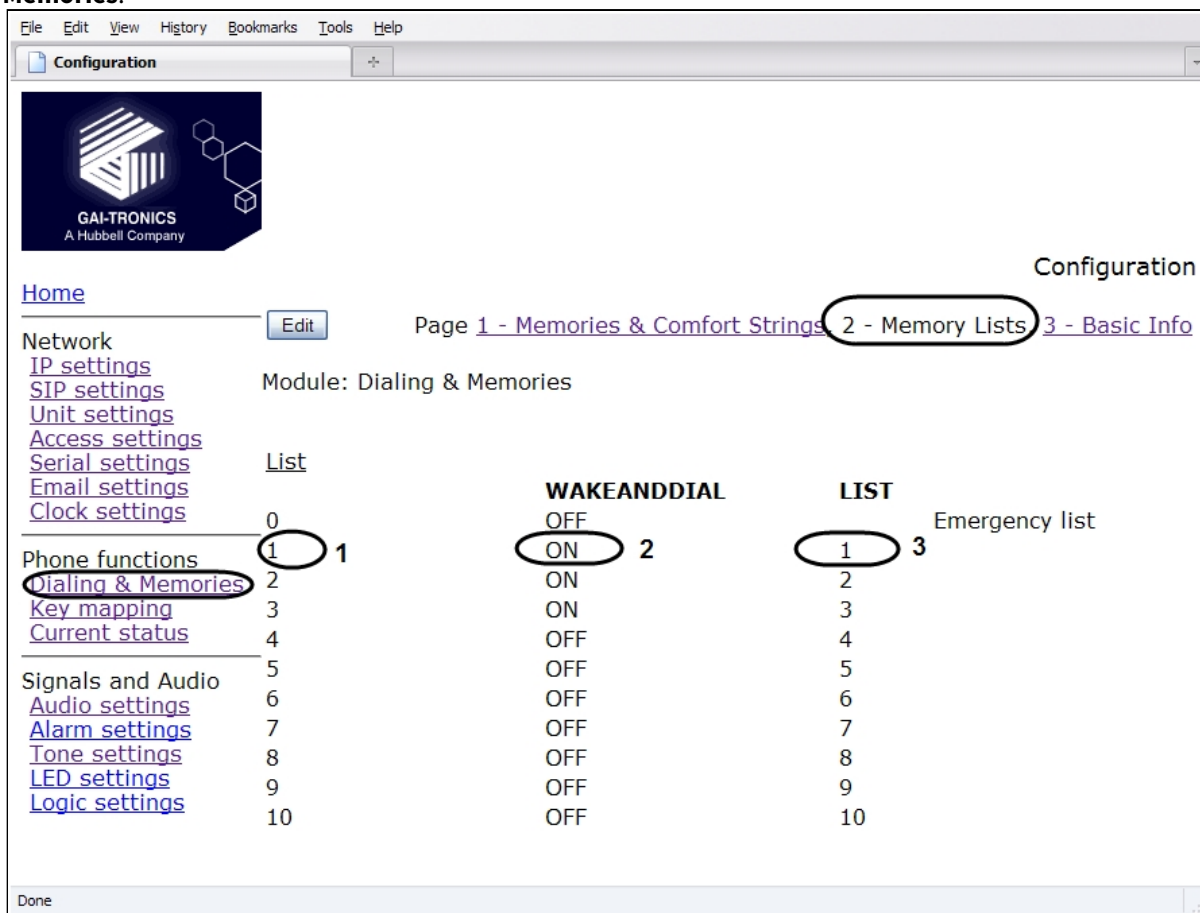 Memories.
File Edit View History Bookmarks Tools Help
Configuration
GAI-TRONICS
A Hubbell Company
Configuration
Home
Edit
Page 1 - Memories & Comfort Strings, 2 - Memory Lists, 3 - Basic Info
Network
IP settings
SIP settings
Unit settings
Access settings
Serial settings
Email settings
Clock settings
Phone functions
Dialing & Memories
Key mapping
Current status
Signals and Audio
Audio settings
Alarm settings
Tone settings
LED settings
Logic settings
Module: Dialing & Memories
List
WAKEANDDIAL LIST
0 OFF Emergency list
1 1 ON 2 1 3
2 ON 2
3 ON 3
4 OFF 4
5 OFF 5
6 OFF 6
7 OFF 7
8 OFF 8
9 OFF 9
10 OFF 10
Done